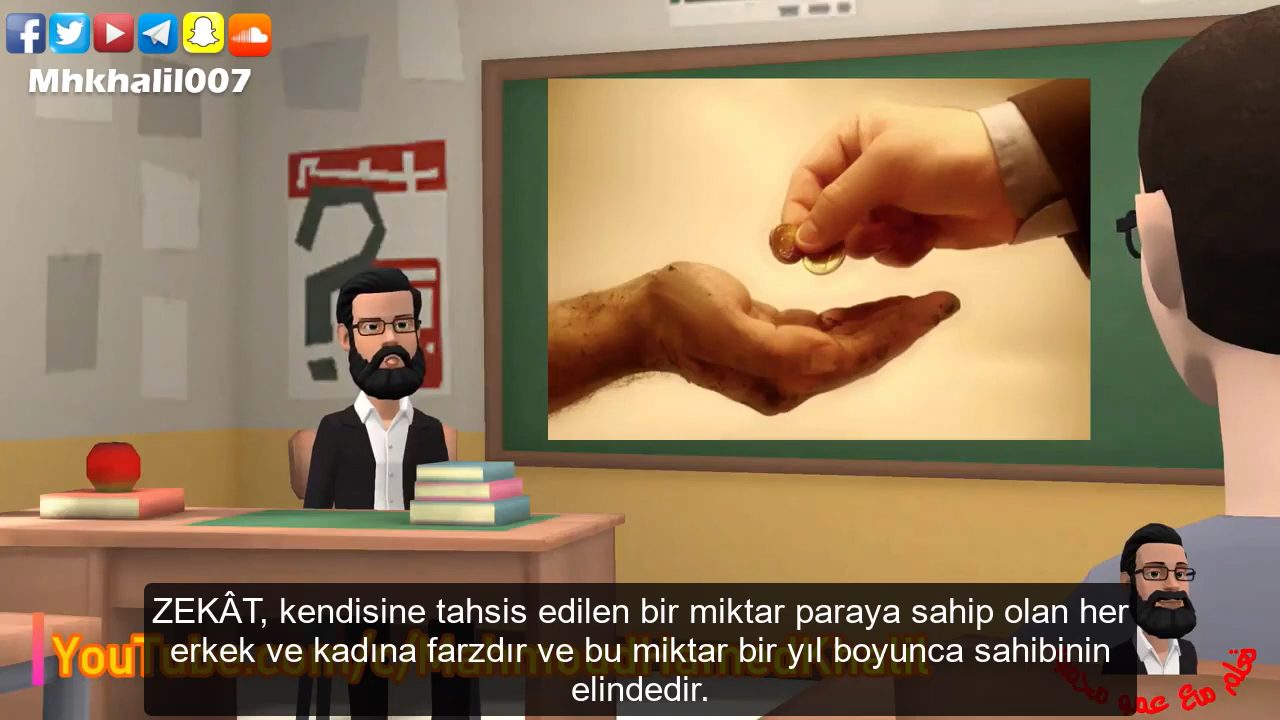 Mhkhalil007
ZEKÂT, kendisine tahsis edilen bir miktar paraya sahip olan her
erkek ve kadına farzdır ve bu miktar bir yıl boyunca sahibinin
elindedir.